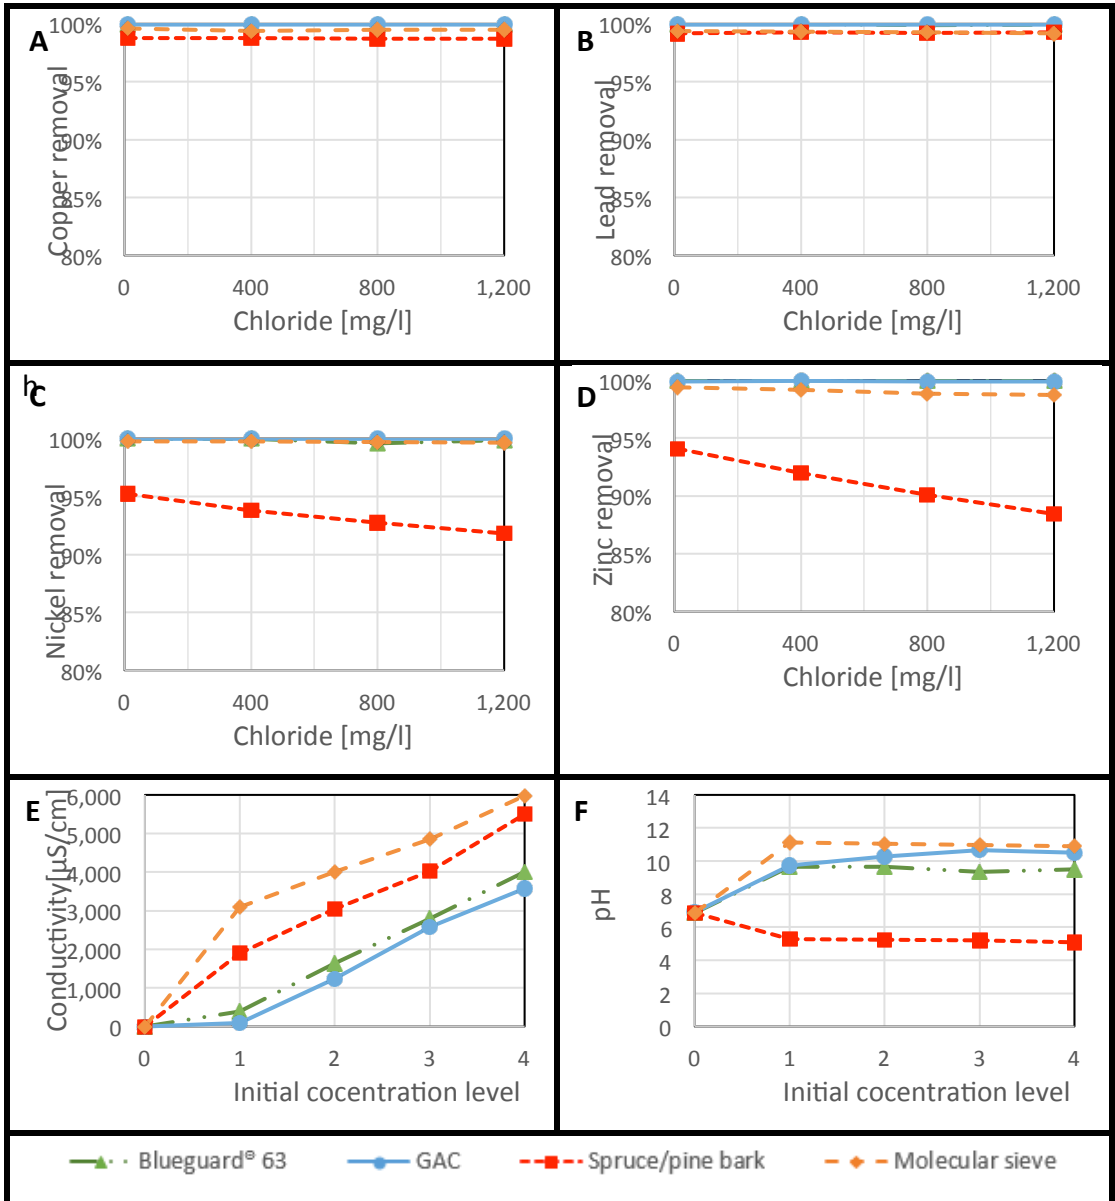 A
Copper removal
100%
95%
90%
85%
80%
0 400 800 1,200
Chloride [mg/l]
B
Lead removal
100%
95%
90%
85%
80%
0 400 800 1,200
Chloride [mg/l]
h
C
Nickel removal
100%
95%
90%
85%
80%
0 400 800 1,200
Chloride [mg/l]
D
Zinc removal
100%
95%
90%
85%
80%
0 400 800 1,200
Chloride [mg/l]
E
Conductivity[µS/cm]
6,000
5,000
4,000
3,000
2,000
1,000
0
0 1 2 3 4
Initial cocentration level
F
pH
14
12
10
8
6
4
2
0
0 1 2 3 4
Initial cocentration level
Blueguard® 63 GAC Spruce/pine bark Molecular sieve